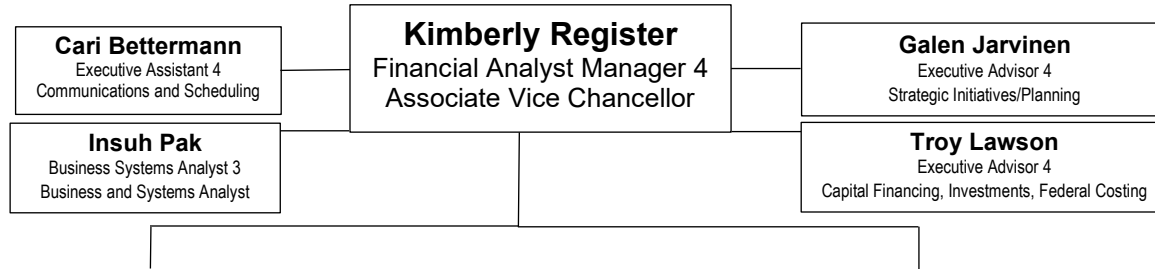 Cari Bettermann
Executive Assistant 4
Communications and Scheduling
Kimberly Register
Financial Analyst Manager 4
Associate Vice Chancellor
Galen Jarvinen
Executive Advisor 4
Strategic Initiatives/Planning
Insuh Pak
Business Systems Analyst 3
Business and Systems Analyst
Troy Lawson
Executive Advisor 4
Capital Financing, Investments, Federal Costing